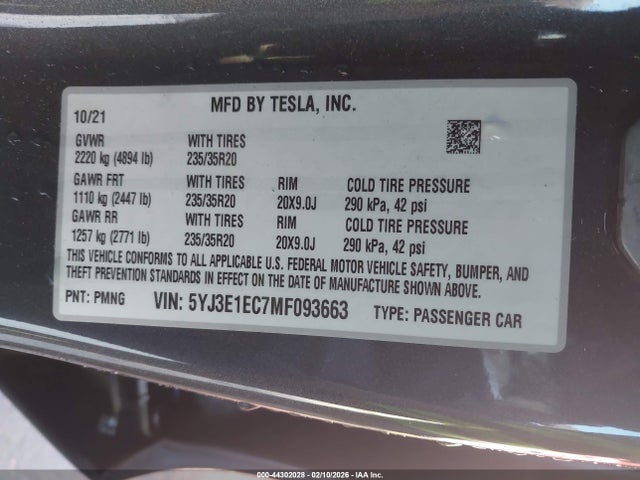 MFD BY TESLA, INC.
10/21
GVWR WITH TIRES
2220 kg (4894 lb) 235/35R20
GAWR FRT WITH TIRES RIM COLD TIRE PRESSURE
1110 kg (2447 lb) 235/35R20 20X9.0J 290 kPa, 42 psi
GAWR RR WITH TIRES RIM COLD TIRE PRESSURE
1257 kg (2771 lb) 235/35R20 20X9.0J 290 kPa, 42 psi
THIS VEHICLE CONFORMS TO ALL APPLICABLE U.S. FEDERAL MOTOR VEHICLE SAFETY, BUMPER, AND
THEFT PREVENTION STANDARDS IN EFFECT ON THE DATE OF MANUFACTURE SHOWN ABOVE.
PNT: PMNG VIN: 5YJ3E1EC7MF093663 TYPE: PASSENGER CAR
000-44302028 - 02/10/2026 - IAA Inc.